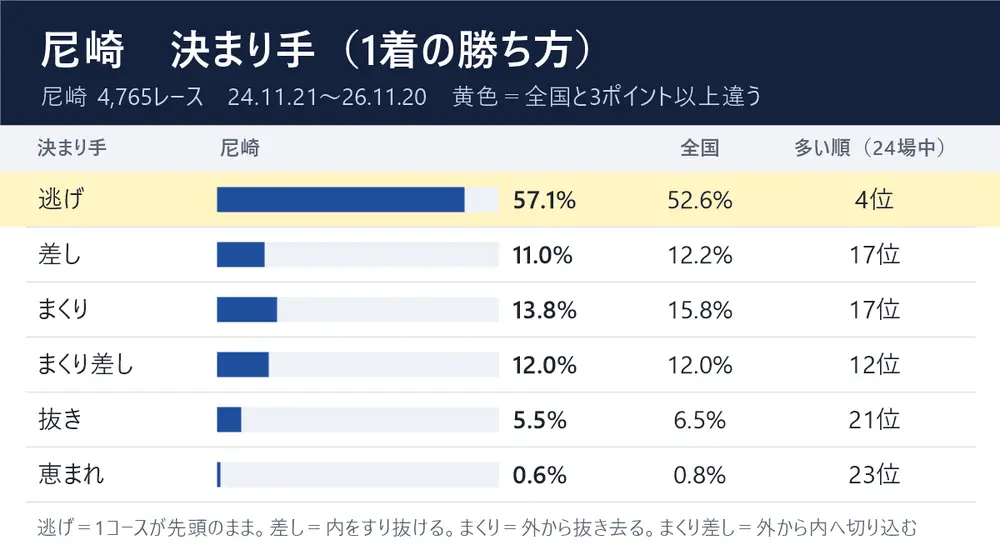 尼崎　決まり手（1着の勝ち方）
尼崎 4,765レース　24.11.21～26.11.20　黄色＝全国と3ポイント以上違う
決まり手　尼崎　全国　多い順（24場中）
逃げ　57.1%　52.6%　4位
差し　11.0%　12.2%　17位
まくり　13.8%　15.8%　17位
まくり差し　12.0%　12.0%　12位
抜き　5.5%　6.5%　21位
恵まれ　0.6%　0.8%　23位
逃げ＝1コースが先頭のまま。差し＝内をすり抜ける。まくり＝外から抜き去る。まくり差し＝外から内へ切り込む